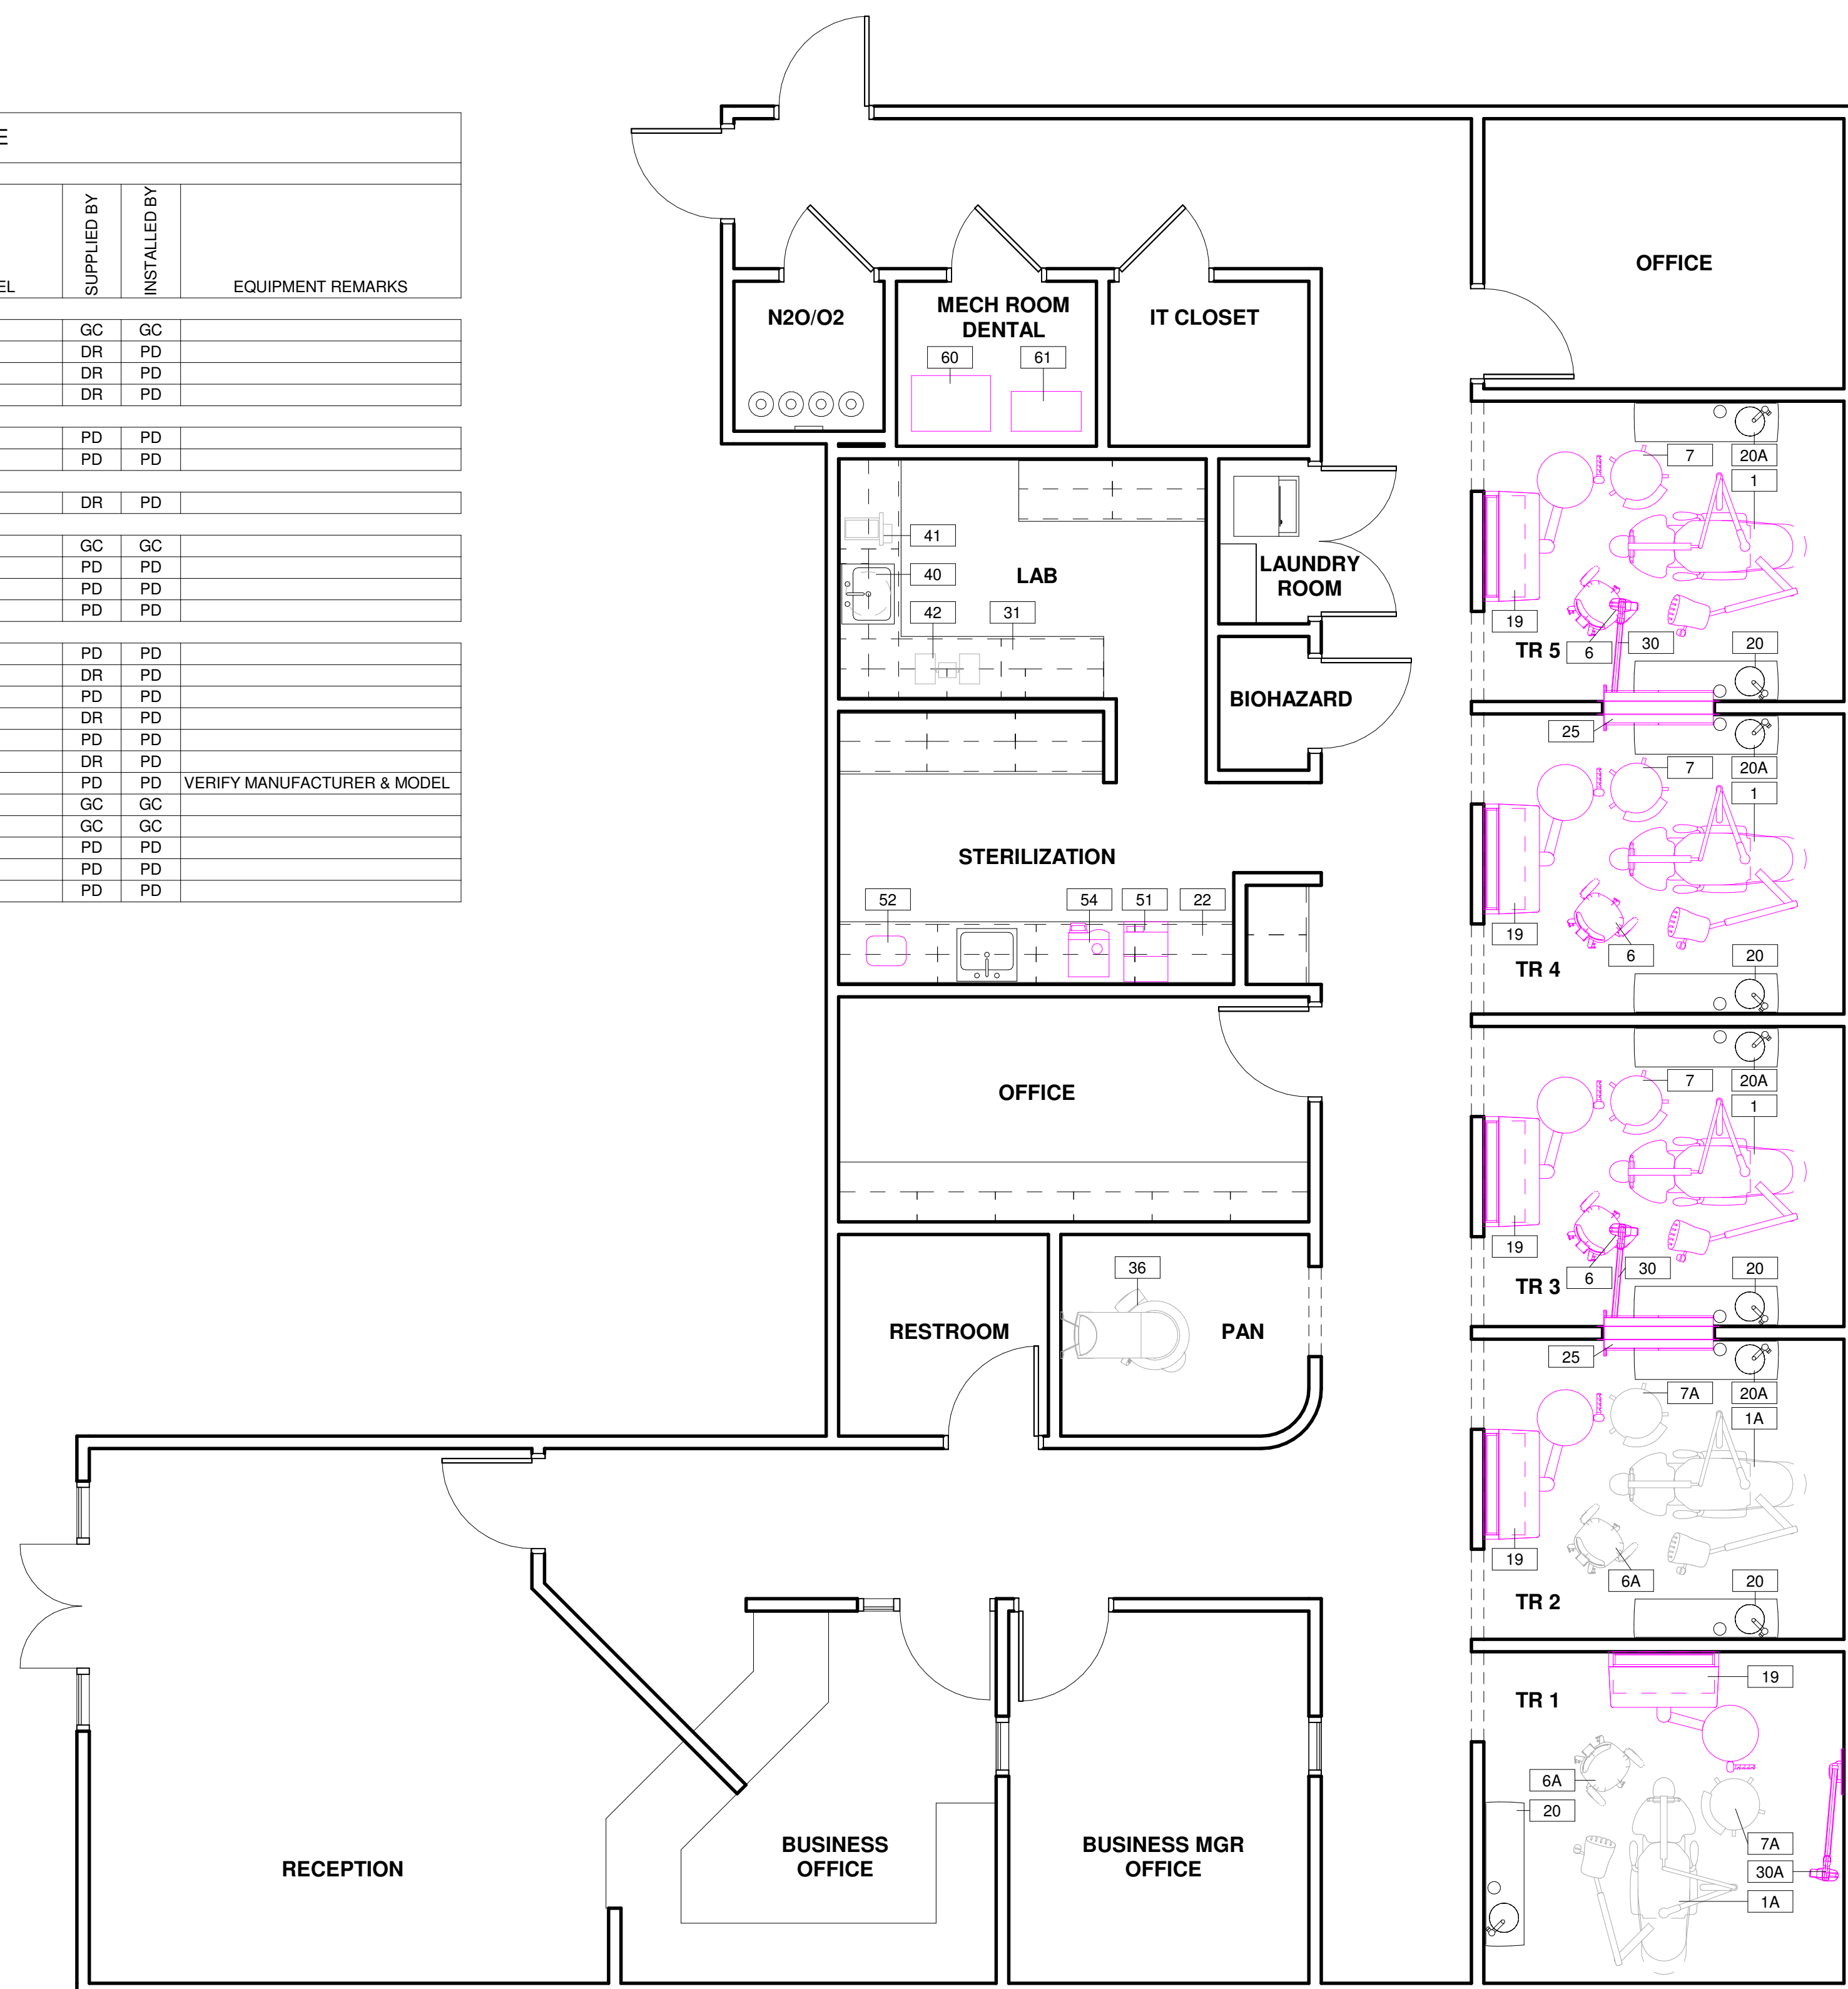 E
EL
SUPPLIED BY
INSTALLED BY
EQUIPMENT REMARKS
GC GC
DR PD
DR PD
DR PD
PD PD
PD PD
DR PD
GC GC
PD PD
PD PD
PD PD
PD PD
DR PD
PD PD
DR PD
PD PD
DR PD
PD PD VERIFY MANUFACTURER & MODEL
GC GC
GC GC
PD PD
PD PD
PD PD
N2O/O2
MECH ROOM
DENTAL
60
61
IT CLOSET
OFFICE
41
40
42
31
LAB
LAUNDRY
ROOM
BIOHAZARD
STERILIZATION
52
54
51
22
OFFICE
RESTROOM
36
PAN
7
20A
1
19
TR 5
6
30
20
25
7
20A
1
19
TR 4
6
20
7
20A
1
19
TR 3
6
30
20
25
7A
20A
1A
19
6A
TR 2
20
TR 1
19
6A
20
7A
30A
1A
RECEPTION
BUSINESS
OFFICE
BUSINESS MGR
OFFICE